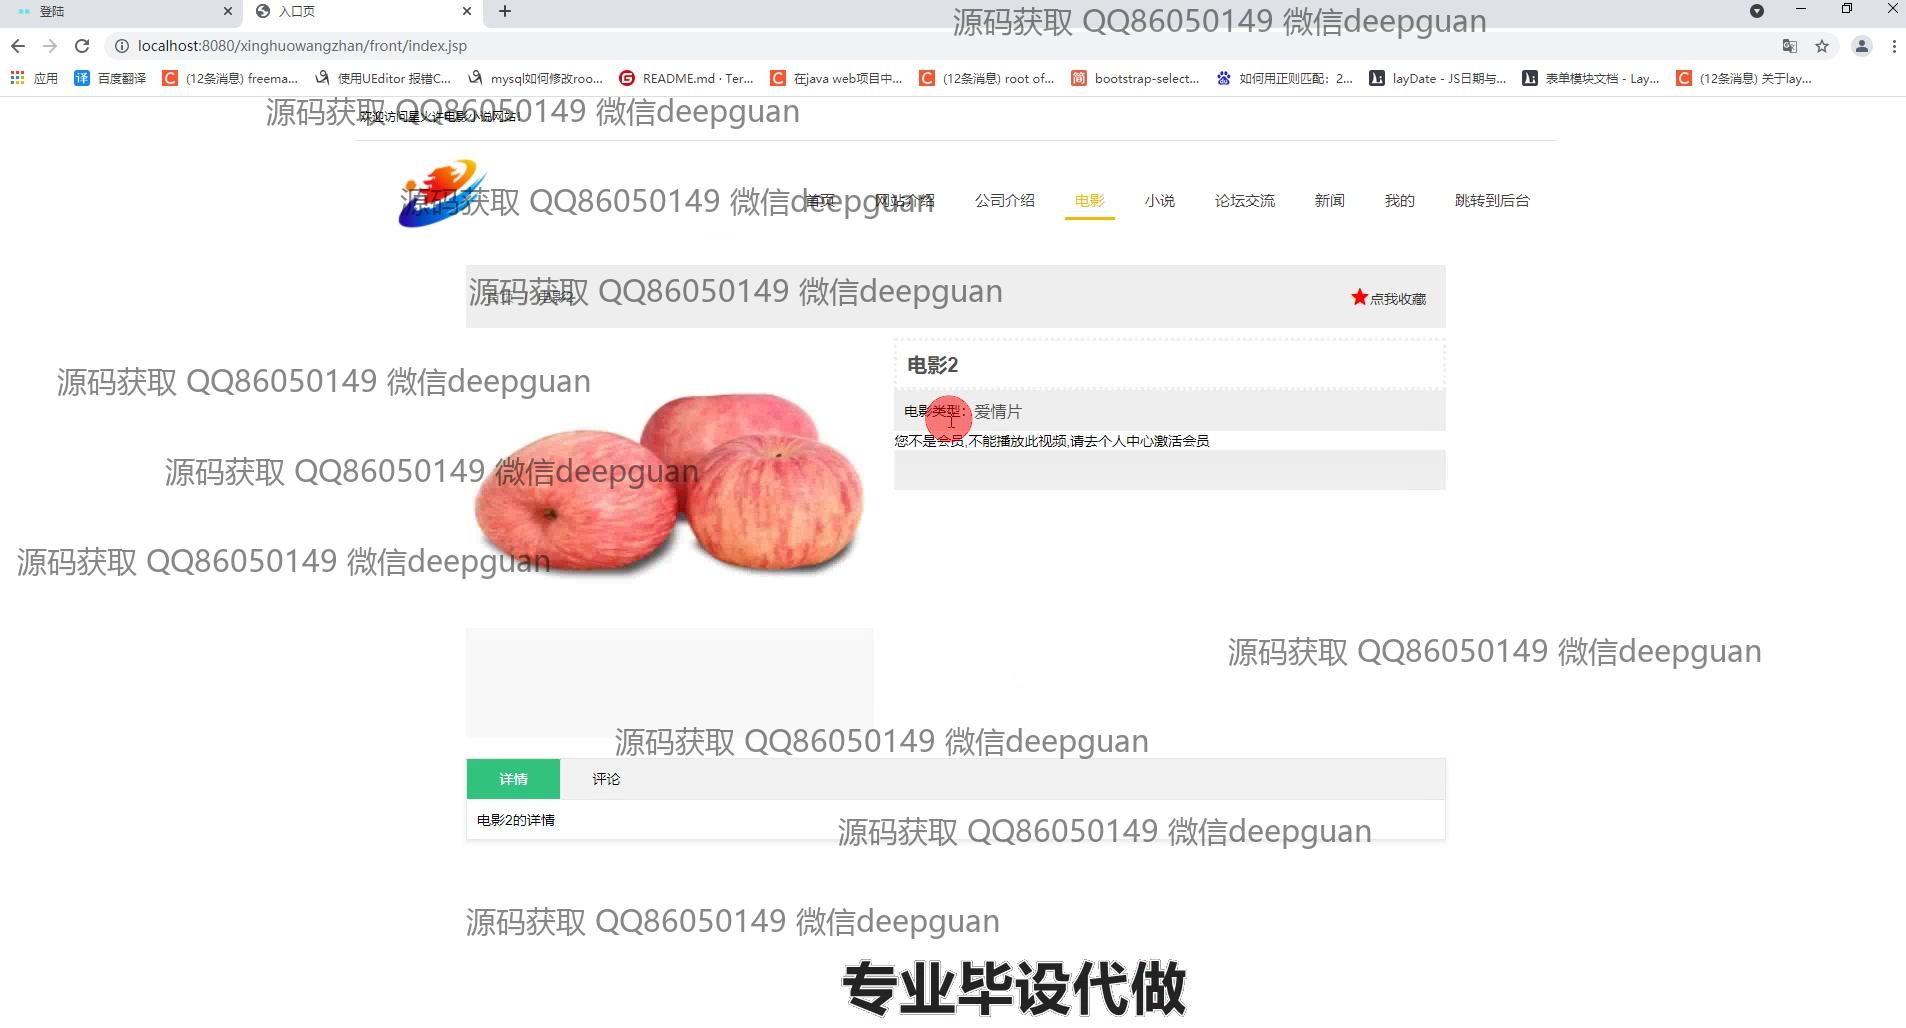 登陆
入口页
源码获取 QQ86050149 微信deepguan
localhost:8080/xinghuowangzhan/front/index.jsp
应用 百度翻译 (12条消息) freema... 使用UEditor 报错C... mysql如何修改roo... README.md · Ter... 在java web项目中... (12条消息) root of... bootstrap-select... 如何用正则匹配：2... layDate - JS日期与... 表单模块文档 - Lay... (12条消息) 关于lay...
源码获取 QQ86050149 微信deepguan
欢迎访问星火许电影小说网站!
首页 网站介绍 公司介绍 电影 小说 论坛交流 新闻 我的 跳转到后台
源码获取 QQ86050149 微信deepguan
源码获取 QQ86050149 微信deepguan
点我收藏
电影2
源码获取 QQ86050149 微信deepguan
电影类型: 爱情片
您不是会员,不能播放此视频,请去个人中心激活会员
源码获取 QQ86050149 微信deepguan
源码获取 QQ86050149 微信deepguan
源码获取 QQ86050149 微信deepguan
源码获取 QQ86050149 微信deepguan
详情 评论
电影2的详情
源码获取 QQ86050149 微信deepguan
源码获取 QQ86050149 微信deepguan
专业毕设代做